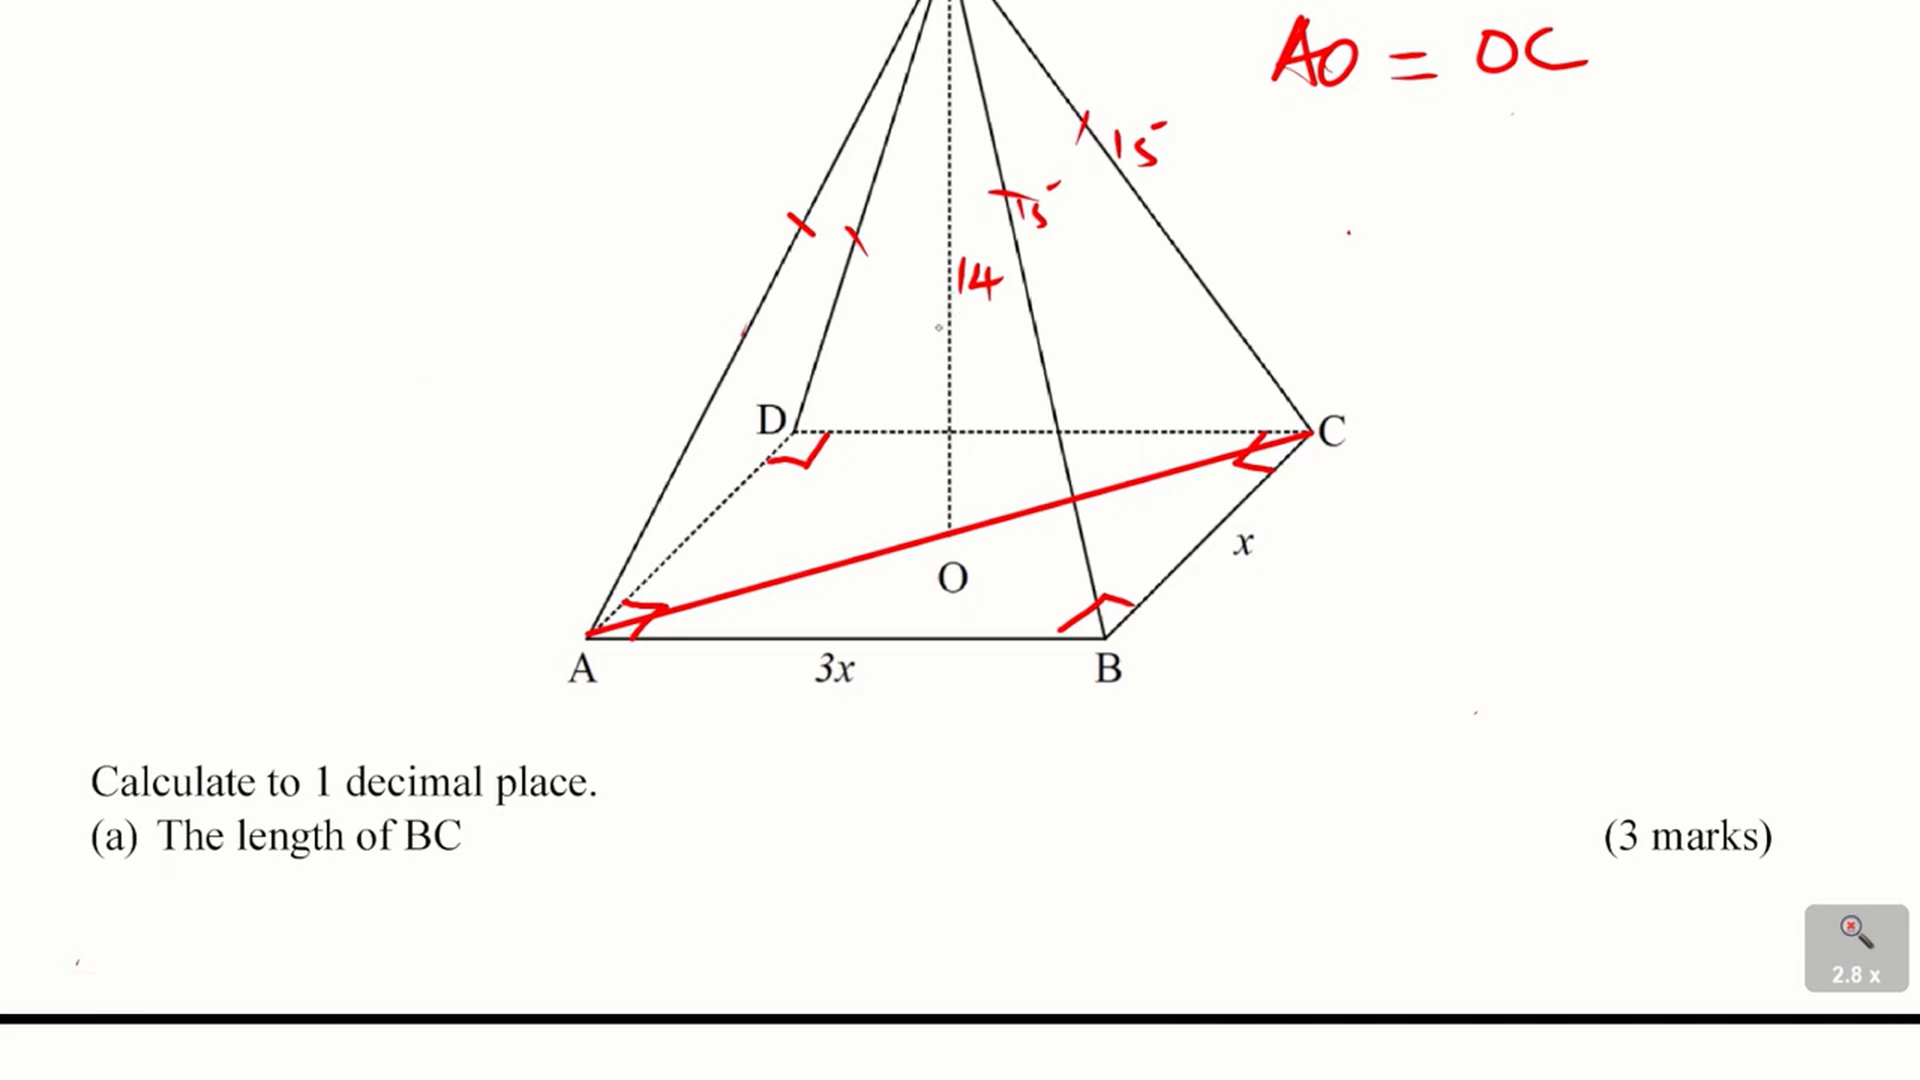 AO = OC
15
15
14
D
C
x
O
A
3x
B
Calculate to 1 decimal place.
(a) The length of BC (3 marks)
2.8 x